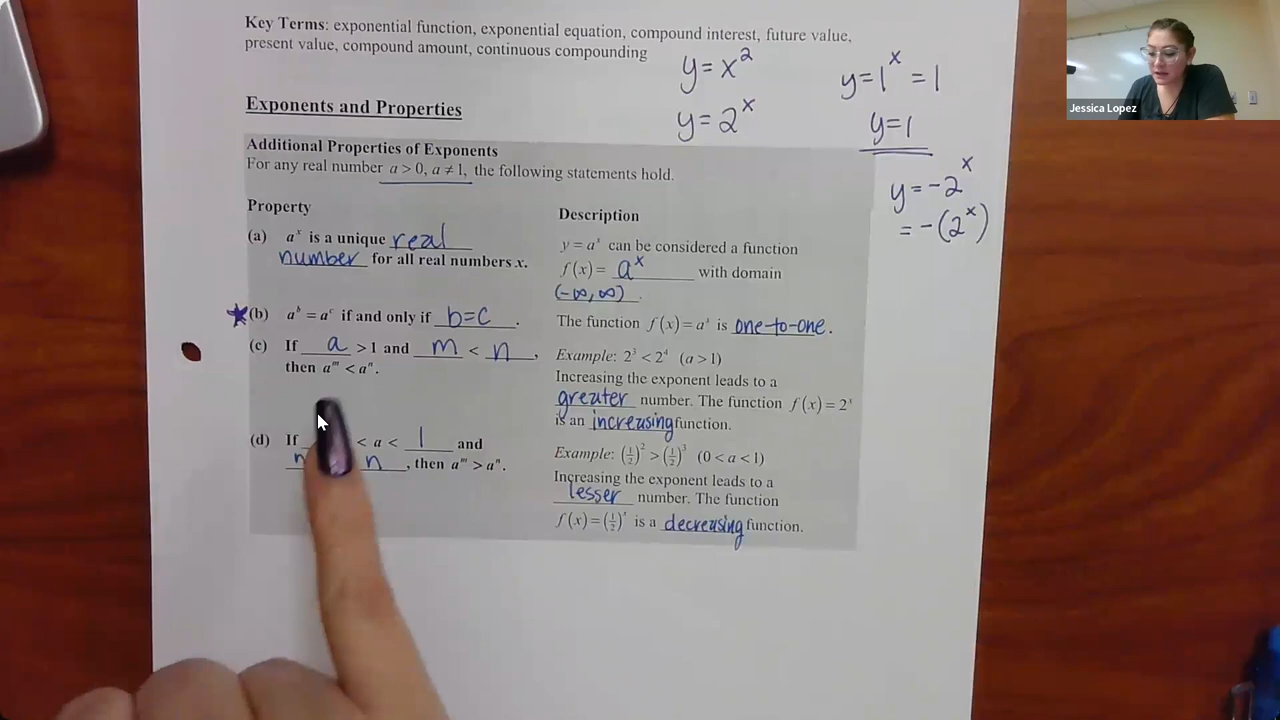 Key Terms: exponential function, exponential equation, compound interest, future value,
present value, compound amount, continuous compounding
y=x²
y=2ˣ
y=1ˣ=1
y=1
y=-2ˣ
=-(2ˣ)
Jessica Lopez
Exponents and Properties
Additional Properties of Exponents
For any real number a > 0, a ≠ 1, the following statements hold.
Property
(a) aˣ is a unique real
number for all real numbers x.
(b) aᵇ = aᶜ if and only if b=c.
(c) If a > 1 and m < n,
then aᵐ < aⁿ.
(d) If < a < 1 and
n, then aᵐ > aⁿ.
Description
y = aˣ can be considered a function
f(x) = aˣ with domain
(-∞,∞).
The function f(x) = aˣ is one-to-one.
Example: 2³ < 2⁴ (a > 1)
Increasing the exponent leads to a
greater number. The function f(x) = 2ˣ
is an increasing function.
Example: (1/2)² > (1/2)³ (0 < a < 1)
Increasing the exponent leads to a
lesser number. The function
f(x) = (1/2)ˣ is a decreasing function.